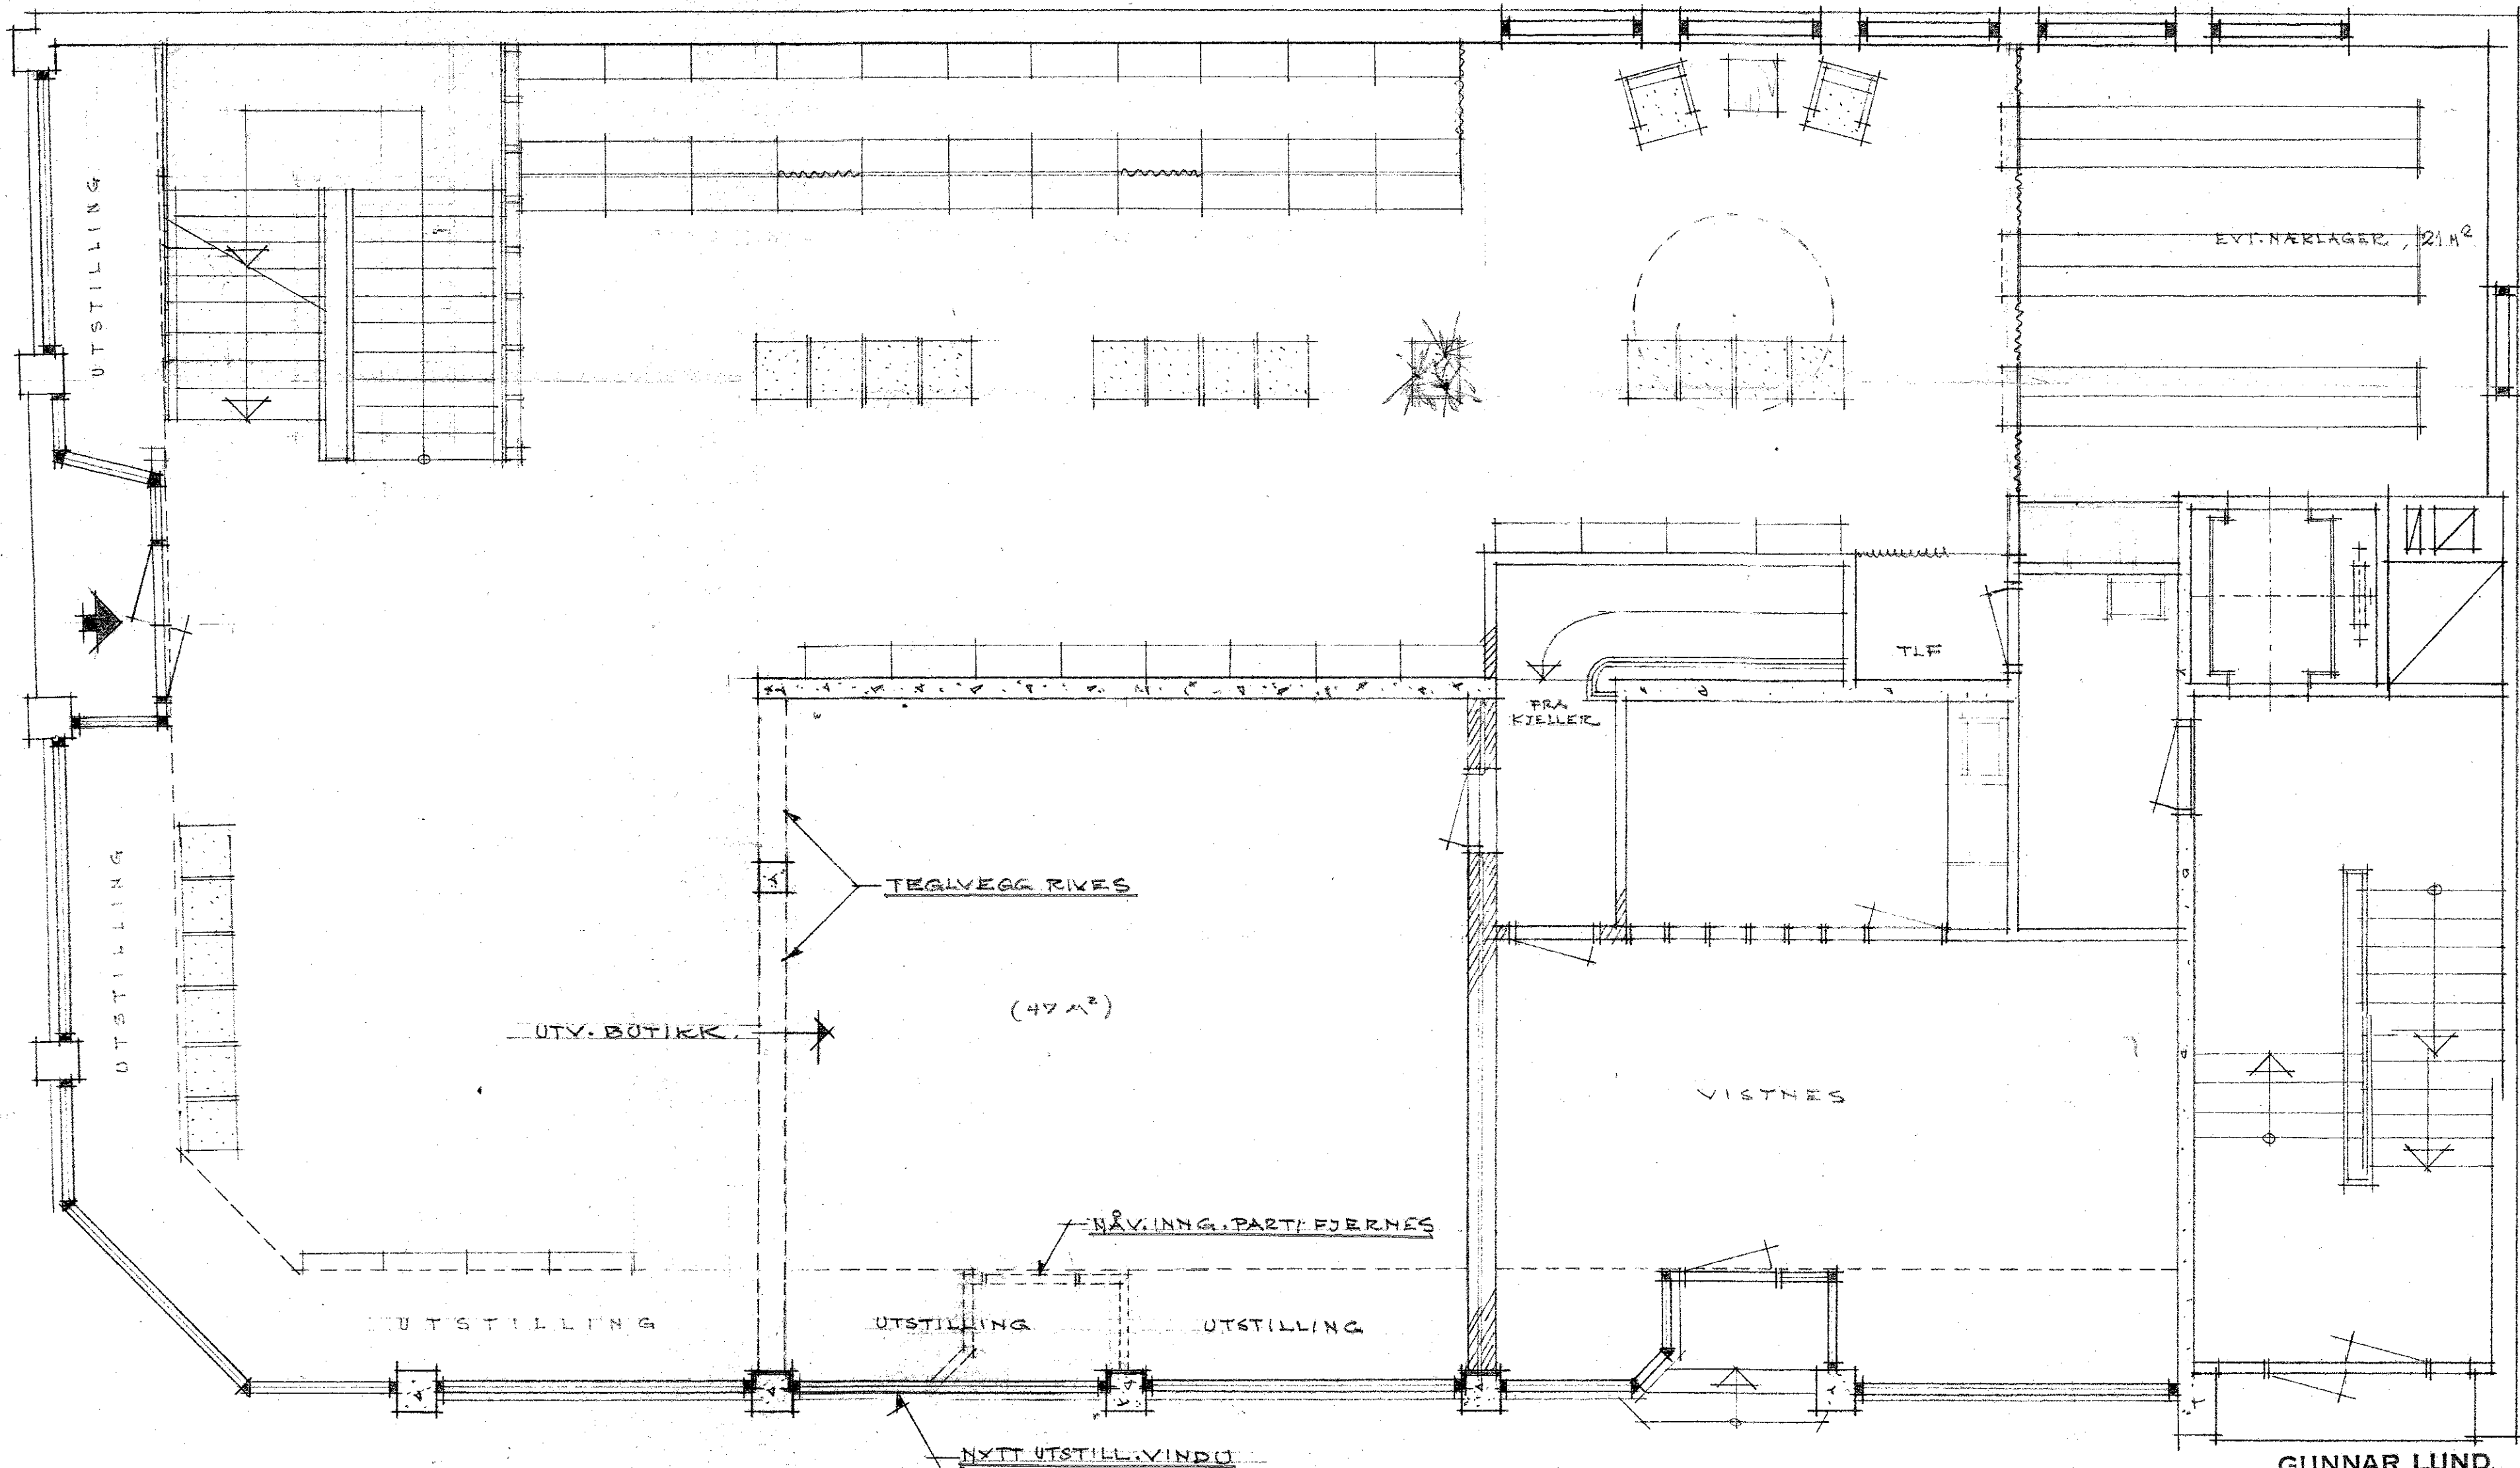 UTSTILLING
EVT. NÆRLAGER, 21 M²
TLF
FRA
KJELLER
TEGLVEGG RIVES
UTSTILLING
(47 M²)
UTV. BUTIKK.
VISTNES
NÅV. INNG. PARTI FJERNES
UTSTILLING
UTSTILLING
UTSTILLING
NYTT UTSTILL. VINDU
GUNNAR LUND.